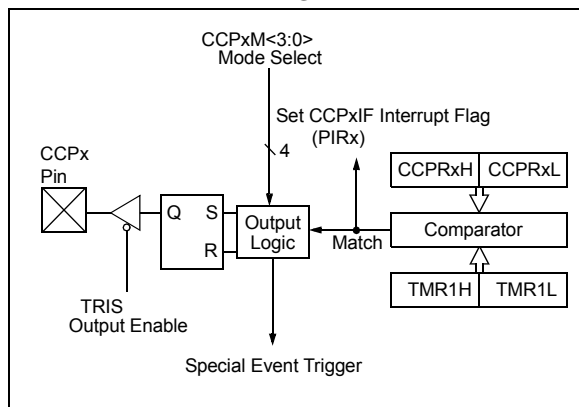 CCPxM<3:0>
Mode Select
Set CCPxIF Interrupt Flag
(PIRx)
4
CCPx
Pin
CCPRxH CCPRxL
Q S
R
Output
Logic
Match
Comparator
TMR1H TMR1L
TRIS
Output Enable
Special Event Trigger